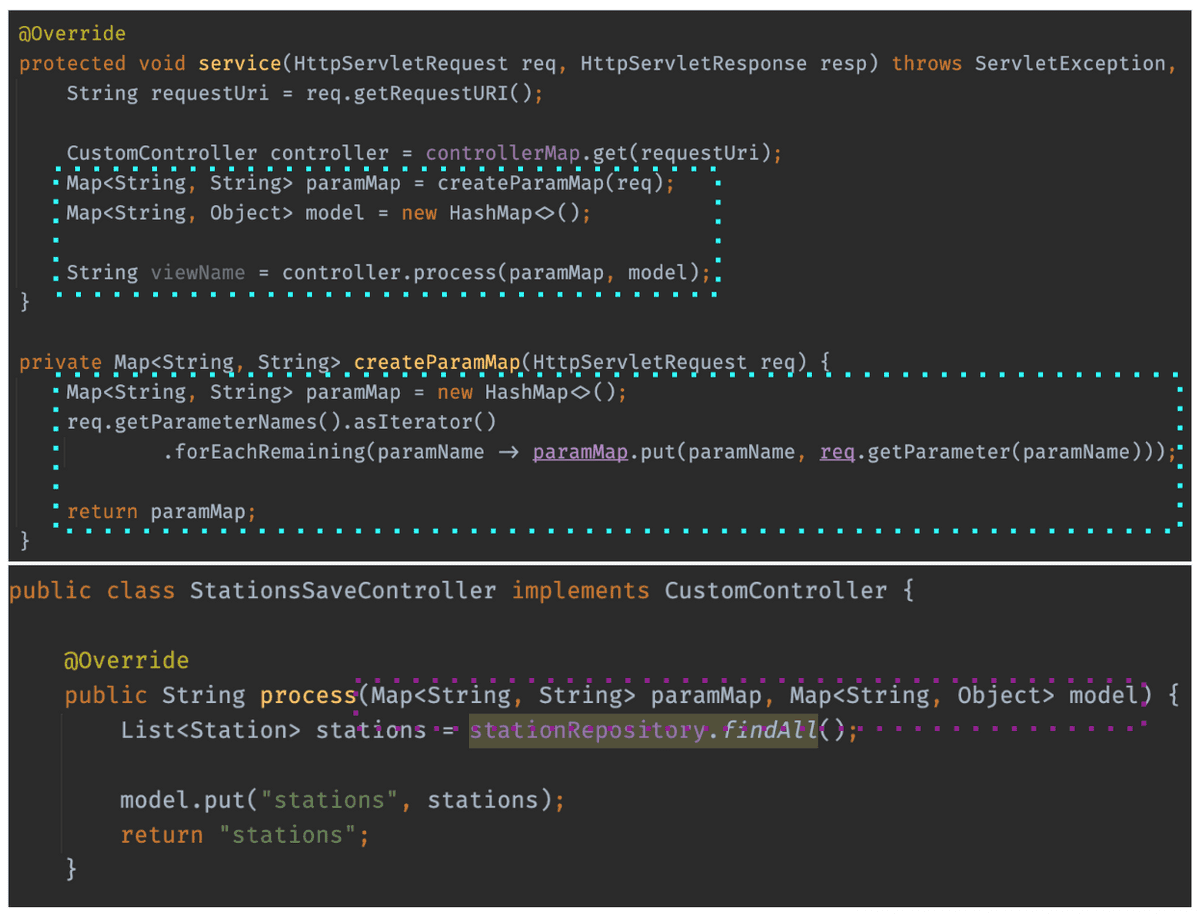 @Override
protected void service(HttpServletRequest req, HttpServletResponse resp) throws ServletException,
String requestUri = req.getRequestURI();
CustomController controller = controllerMap.get(requestUri);
Map<String, String> paramMap = createParamMap(req);
Map<String, Object> model = new HashMap<>();
String viewName = controller.process(paramMap, model);
}
private Map<String, String> createParamMap(HttpServletRequest req) {
Map<String, String> paramMap = new HashMap<>();
req.getParameterNames().asIterator()
.forEachRemaining(paramName -> paramMap.put(paramName, req.getParameter(paramName)));
return paramMap;
}
public class StationsSaveController implements CustomController {
@Override
public String process(Map<String, String> paramMap, Map<String, Object> model) {
List<Station> stations = stationRepository.findAll();
model.put("stations", stations);
return "stations";
}